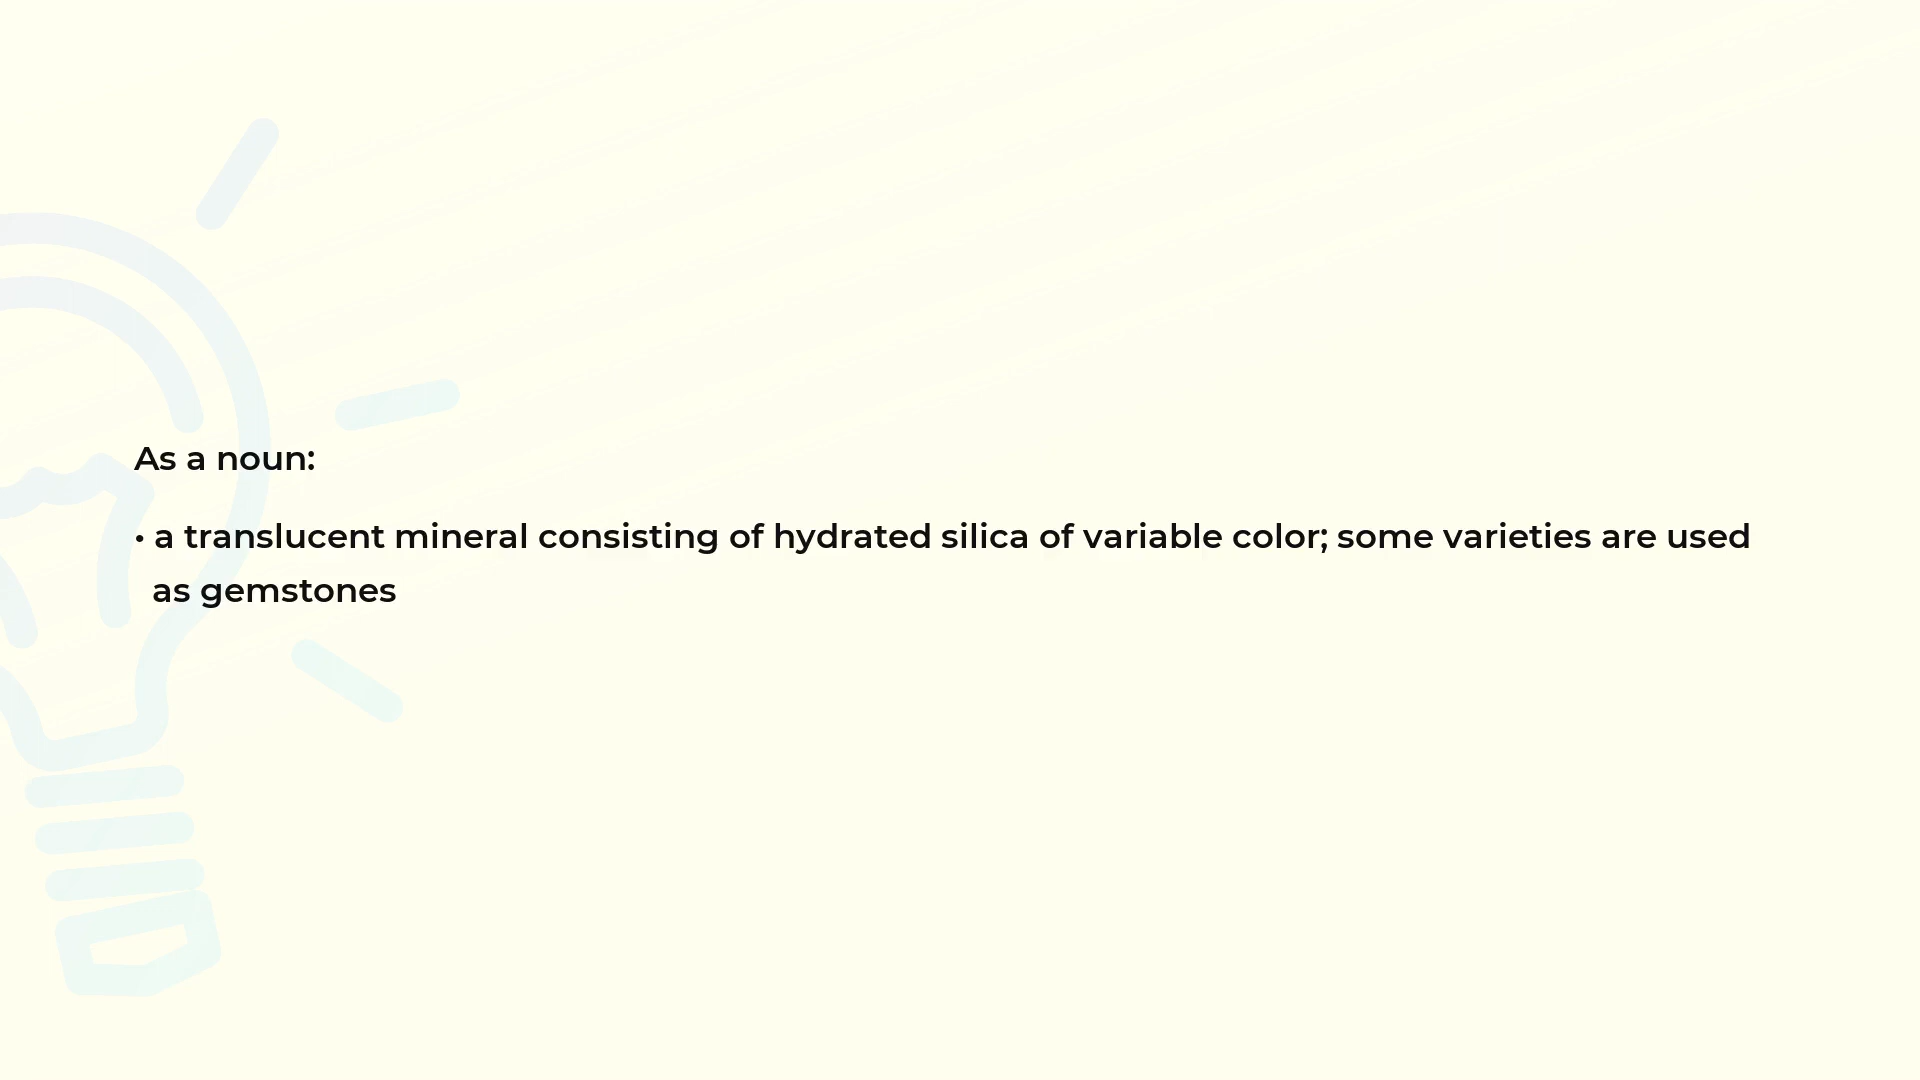 As a noun:
• a translucent mineral consisting of hydrated silica of variable color; some varieties are used
as gemstones